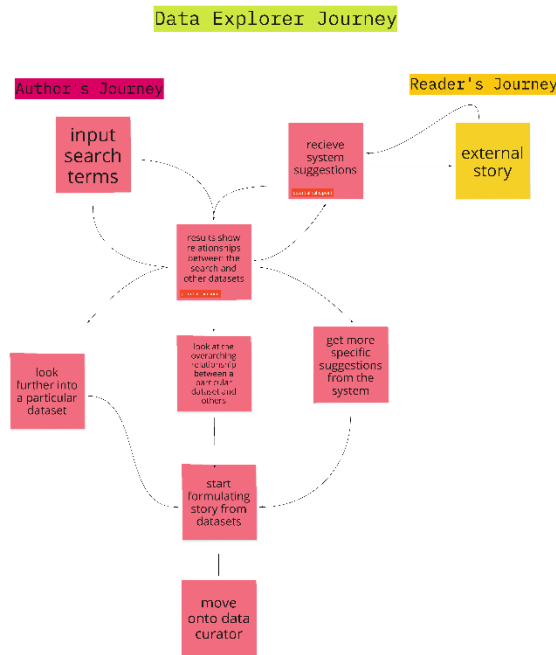 Data Explorer Journey
Author's Journey
Reader's Journey
input
search
terms
recieve
system
suggestions
external
story
results show
relationships
between the
search and
other datasets
look
further into
a particular
dataset
look at the
overarching
relationship
between a
particular
dataset and
others
get more
specific
suggestions
from the
system
start
formulating
story from
datasets
move
onto data
curator